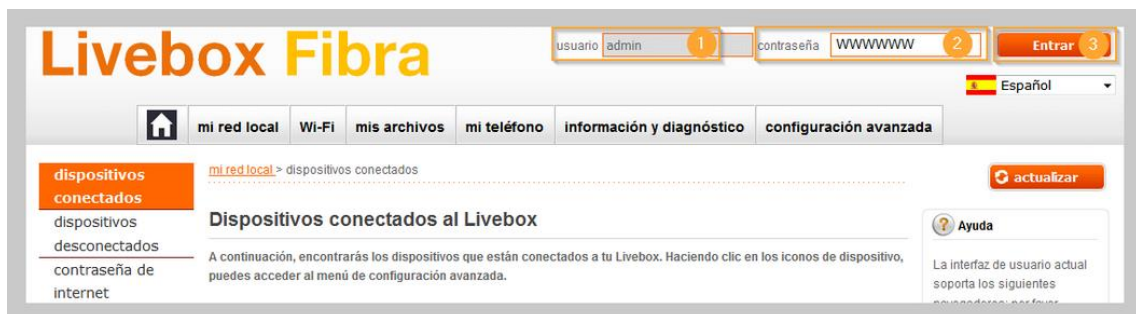 Livebox Fibra
usuario admin 1 contraseña WWWWWW 2 Entrar 3
Español
mi red local Wi-Fi mis archivos mi teléfono información y diagnóstico configuración avanzada
dispositivos
conectados
dispositivos
desconectados
contraseña de
internet
mi red local > dispositivos conectados
actualizar
Dispositivos conectados al Livebox
A continuación, encontrarás los dispositivos que están conectados a tu Livebox. Haciendo clic en los iconos de dispositivo,
puedes acceder al menú de configuración avanzada.
? Ayuda
La interfaz de usuario actual
soporta los siguientes